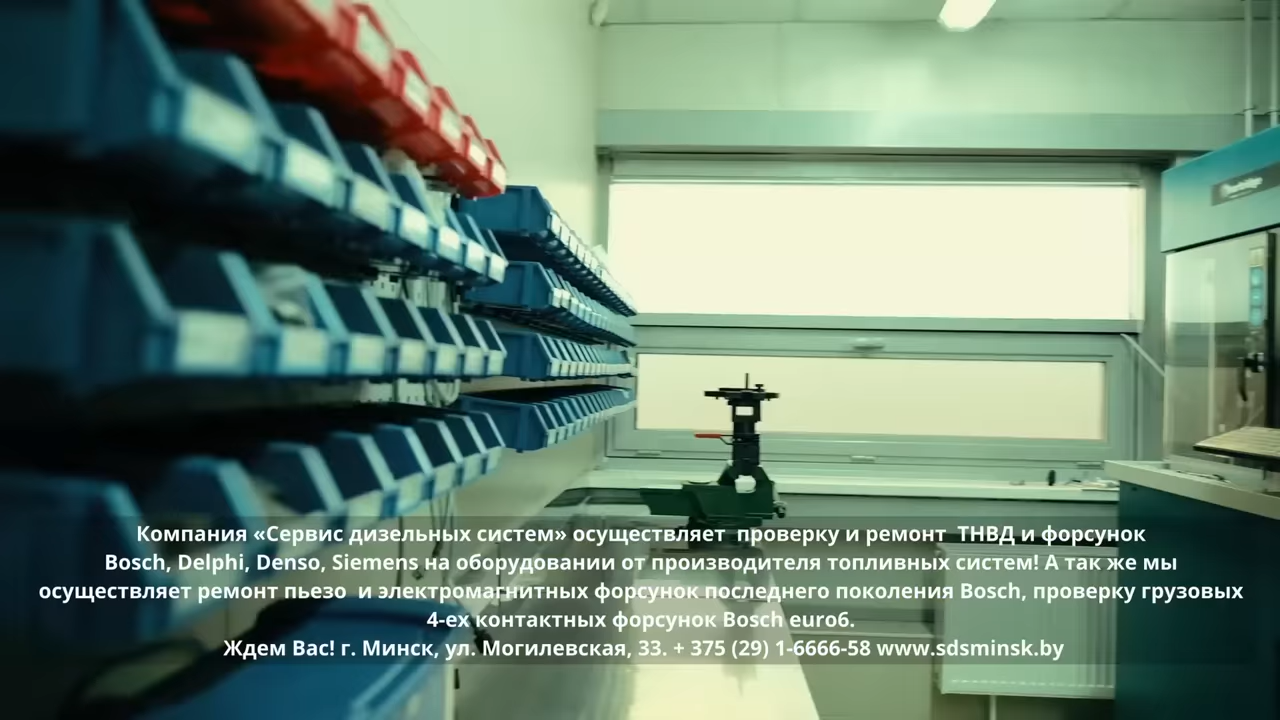 Компания «Сервис дизельных систем» осуществляет  проверку и ремонт  ТНВД и форсунок
Bosch, Delphi, Denso, Siemens на оборудовании от производителя топливных систем! А так же мы
осуществляет ремонт пьезо  и электромагнитных форсунок последнего поколения Bosch, проверку грузовых
4-ех контактных форсунок Bosch euro6.
Ждем Вас! г. Минск, ул. Могилевская, 33. + 375 (29) 1-6666-58 www.sdsminsk.by